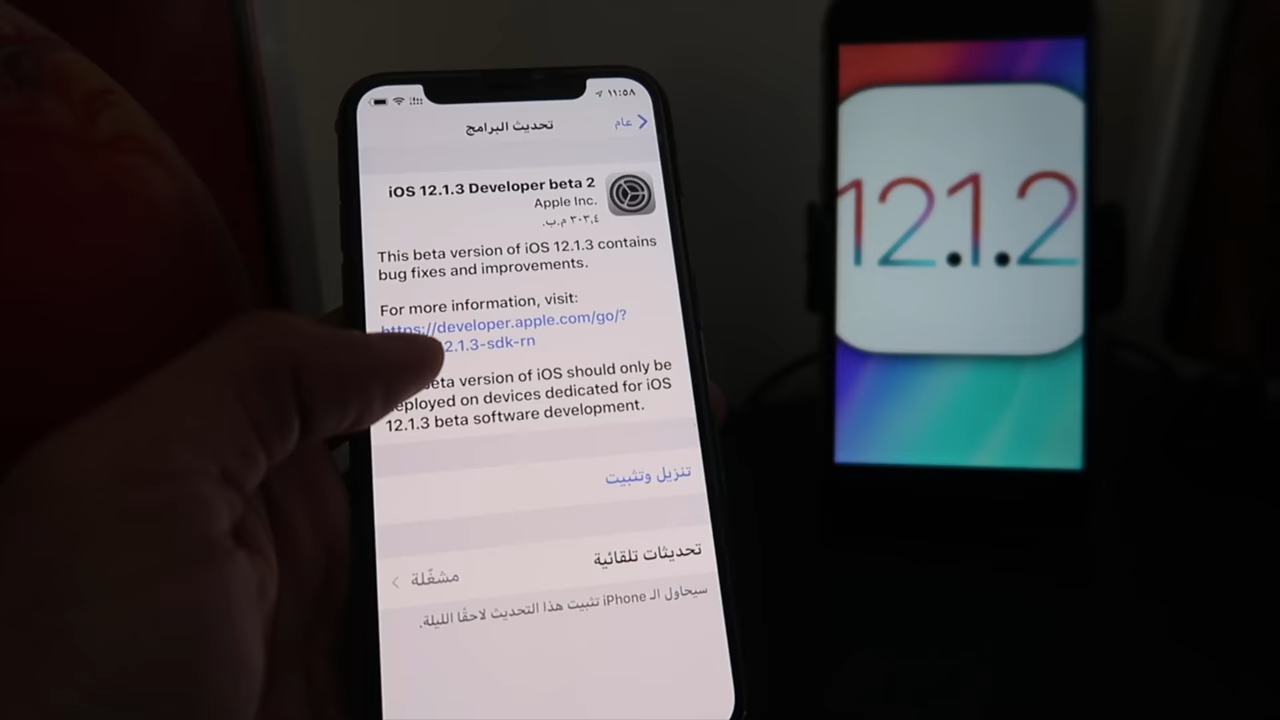 ١١:٥٨
عام
تحديث البرامج
iOS 12.1.3 Developer beta 2
Apple Inc.
٣٠٣,٤ م.ب.
This beta version of iOS 12.1.3 contains
bug fixes and improvements.
For more information, visit:
https://developer.apple.com/go/?
2.1.3-sdk-rn
beta version of iOS should only be
deployed on devices dedicated for iOS
12.1.3 beta software development.
تنزيل وتثبيت
تحديثات تلقائية
مشغّلة
سيحاول الـ iPhone تثبيت هذا التحديث لاحقًا الليلة.
12.1.2